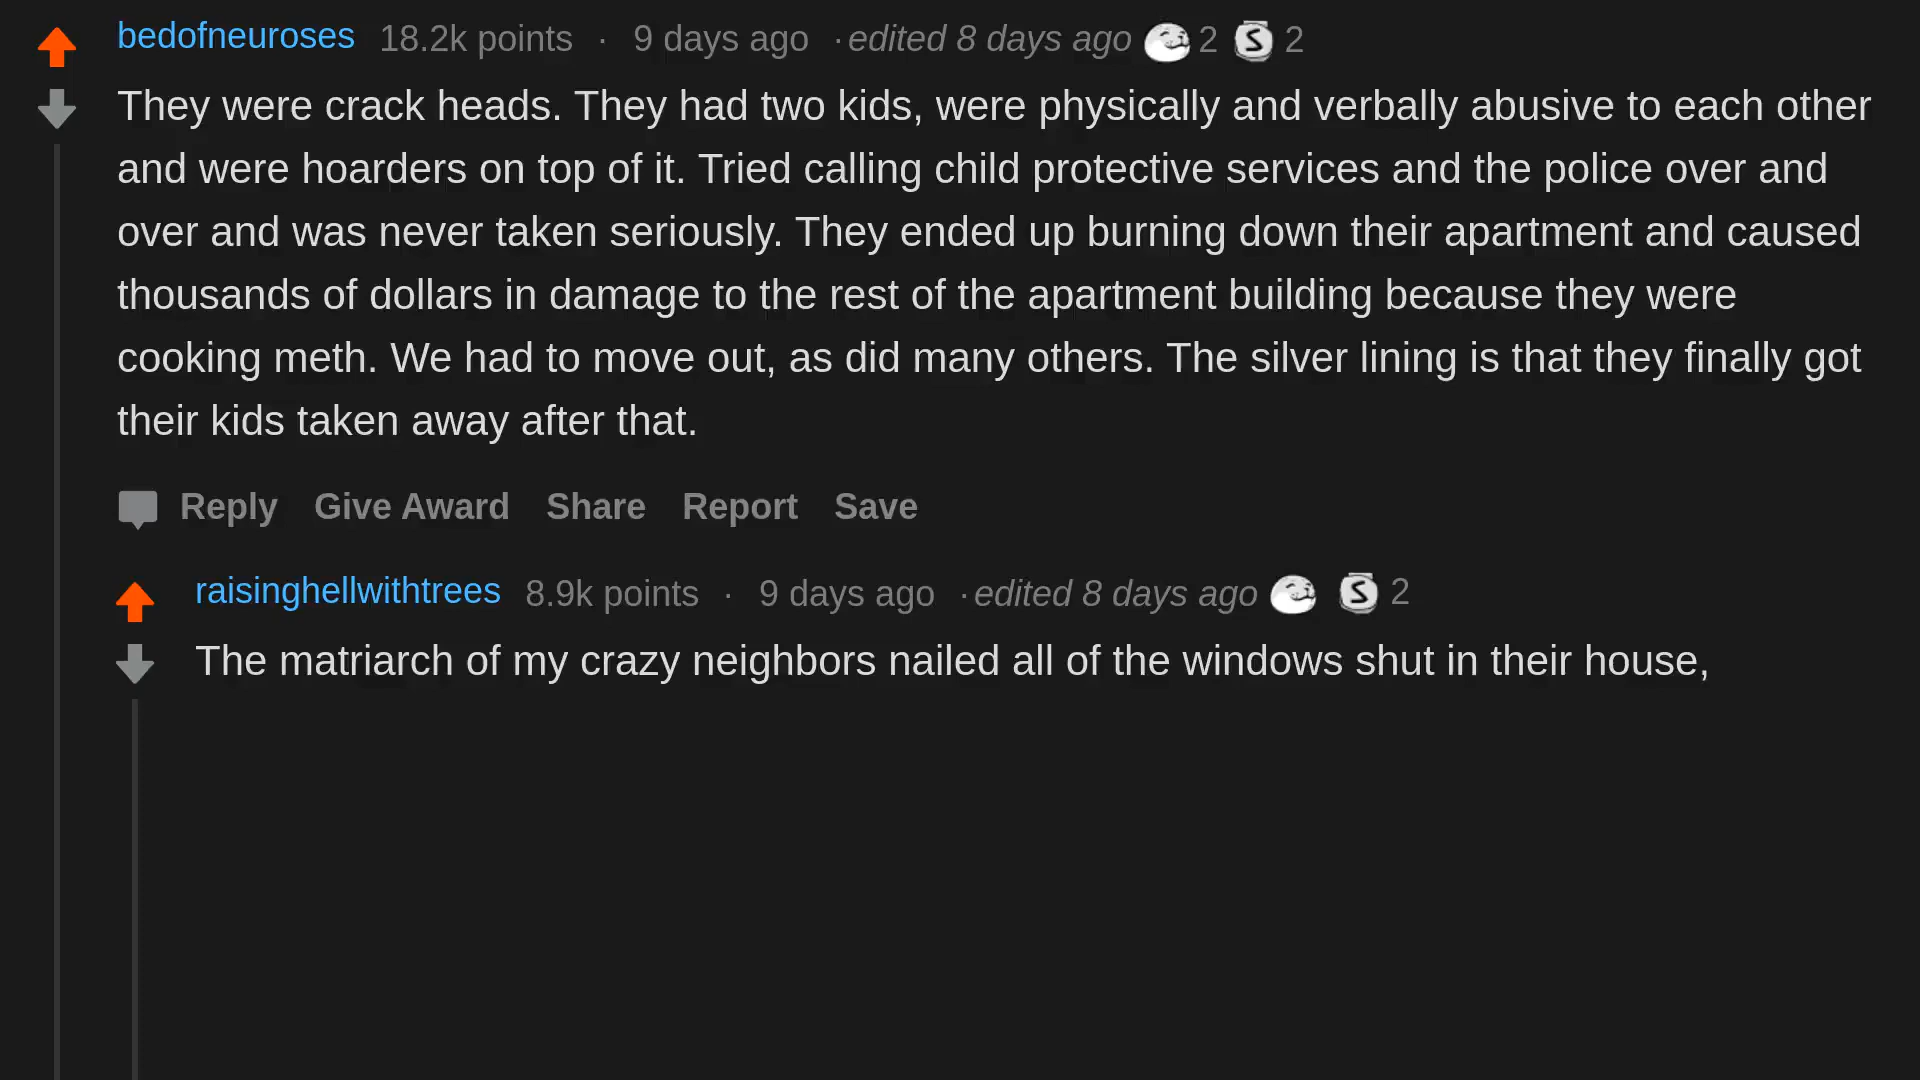 bedofneuroses 18.2k points · 9 days ago · edited 8 days ago 2 S 2
They were crack heads. They had two kids, were physically and verbally abusive to each other
and were hoarders on top of it. Tried calling child protective services and the police over and
over and was never taken seriously. They ended up burning down their apartment and caused
thousands of dollars in damage to the rest of the apartment building because they were
cooking meth. We had to move out, as did many others. The silver lining is that they finally got
their kids taken away after that.
Reply Give Award Share Report Save
raisinghellwithtrees 8.9k points · 9 days ago · edited 8 days ago S 2
The matriarch of my crazy neighbors nailed all of the windows shut in their house,